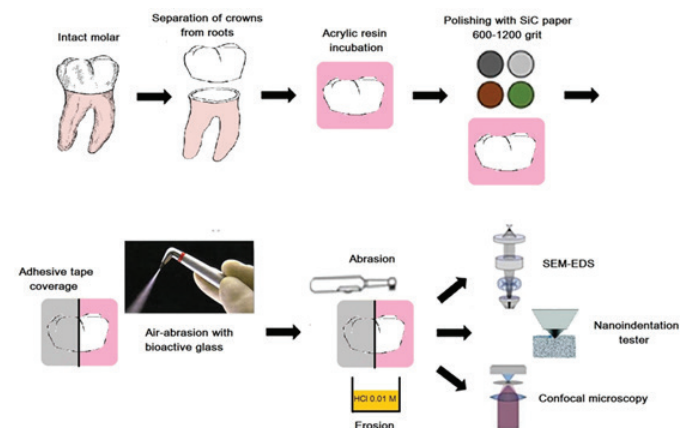 Intact molar
Separation of crowns
from roots
Acrylic resin
incubation
Polishing with SiC paper
600-1200 grit
Adhesive tape
coverage
Air-abrasion with
bioactive glass
Abrasion
HCl 0.01 M
Erosion
SEM-EDS
Nanoindentation
tester
Confocal microscopy